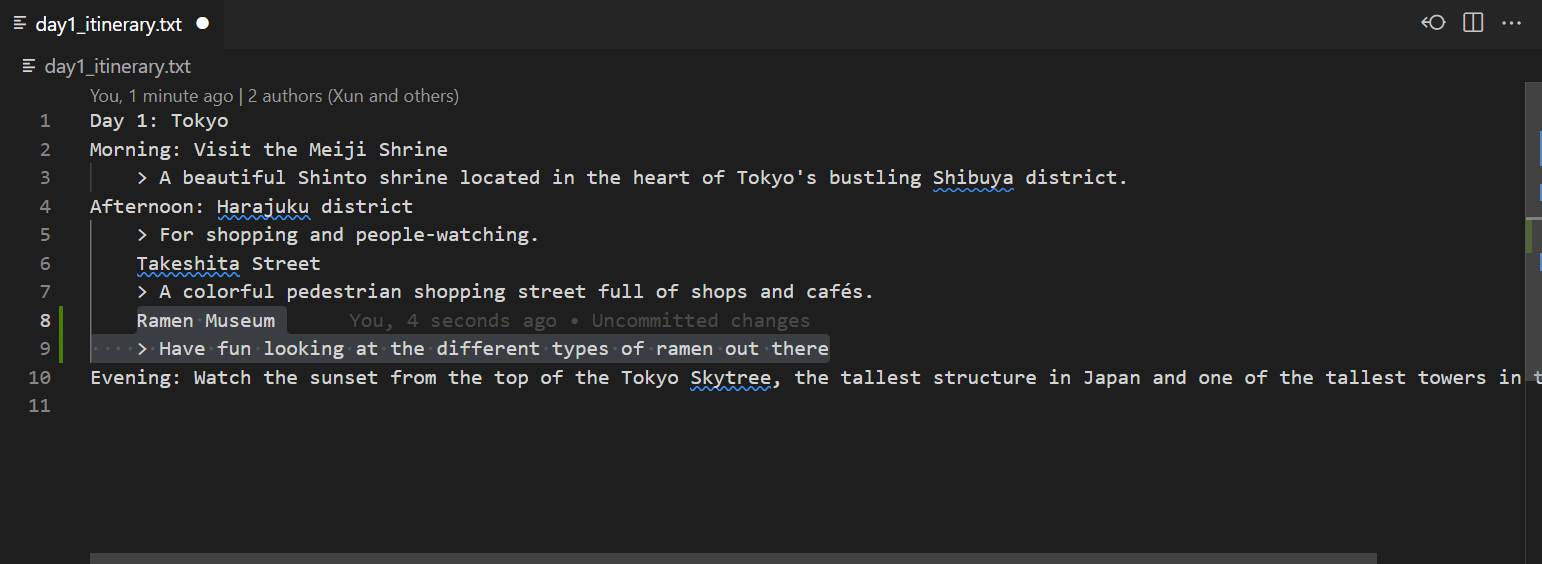 day1_itinerary.txt
day1_itinerary.txt
You, 1 minute ago | 2 authors (Xun and others)
1 Day 1: Tokyo
2 Morning: Visit the Meiji Shrine
3 > A beautiful Shinto shrine located in the heart of Tokyo's bustling Shibuya district.
4 Afternoon: Harajuku district
5 > For shopping and people-watching.
6 Takeshita Street
7 > A colorful pedestrian shopping street full of shops and cafés.
8 Ramen Museum You, 4 seconds ago • Uncommitted changes
9 > Have fun looking at the different types of ramen out there
10 Evening: Watch the sunset from the top of the Tokyo Skytree, the tallest structure in Japan and one of the tallest towers in
11